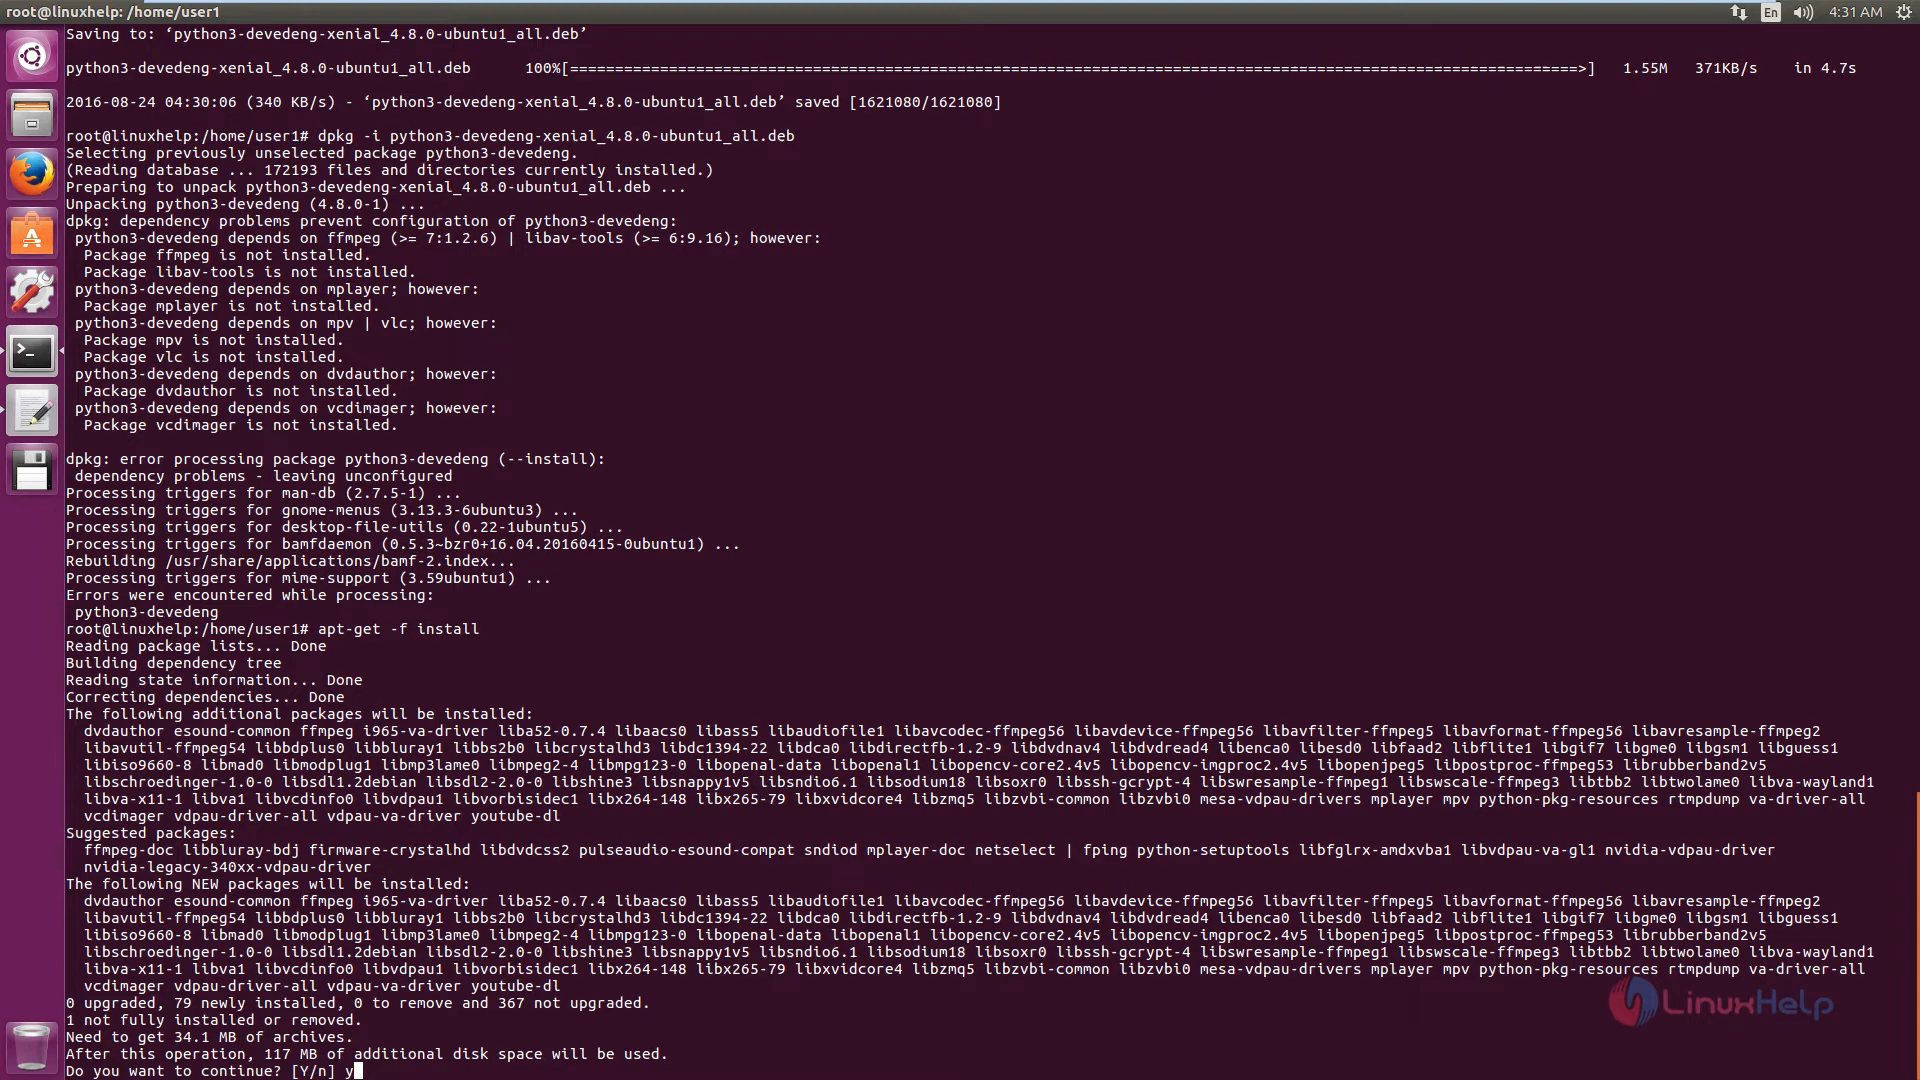 root@linuxhelp: /home/user1
En
4:31 AM
Saving to: ‘python3-devedeng-xenial_4.8.0-ubuntu1_all.deb’
python3-devedeng-xenial_4.8.0-ubuntu1_all.deb 100%[================================================================================================================>] 1.55M 371KB/s in 4.7s
2016-08-24 04:30:06 (340 KB/s) - ‘python3-devedeng-xenial_4.8.0-ubuntu1_all.deb’ saved [1621080/1621080]
root@linuxhelp:/home/user1# dpkg -i python3-devedeng-xenial_4.8.0-ubuntu1_all.deb
Selecting previously unselected package python3-devedeng.
(Reading database ... 172193 files and directories currently installed.)
Preparing to unpack python3-devedeng-xenial_4.8.0-ubuntu1_all.deb ...
Unpacking python3-devedeng (4.8.0-1) ...
dpkg: dependency problems prevent configuration of python3-devedeng:
python3-devedeng depends on ffmpeg (>= 7:1.2.6) | libav-tools (>= 6:9.16); however:
Package ffmpeg is not installed.
Package libav-tools is not installed.
python3-devedeng depends on mplayer; however:
Package mplayer is not installed.
python3-devedeng depends on mpv | vlc; however:
Package mpv is not installed.
Package vlc is not installed.
python3-devedeng depends on dvdauthor; however:
Package dvdauthor is not installed.
python3-devedeng depends on vcdimager; however:
Package vcdimager is not installed.
dpkg: error processing package python3-devedeng (--install):
dependency problems - leaving unconfigured
Processing triggers for man-db (2.7.5-1) ...
Processing triggers for gnome-menus (3.13.3-6ubuntu3) ...
Processing triggers for desktop-file-utils (0.22-1ubuntu5) ...
Processing triggers for bamfdaemon (0.5.3~bzr0+16.04.20160415-0ubuntu1) ...
Rebuilding /usr/share/applications/bamf-2.index...
Processing triggers for mime-support (3.59ubuntu1) ...
Errors were encountered while processing:
python3-devedeng
root@linuxhelp:/home/user1# apt-get -f install
Reading package lists... Done
Building dependency tree
Reading state information... Done
Correcting dependencies... Done
The following additional packages will be installed:
dvdauthor esound-common ffmpeg i965-va-driver liba52-0.7.4 libaacs0 libass5 libaudiofile1 libavcodec-ffmpeg56 libavdevice-ffmpeg56 libavfilter-ffmpeg5 libavformat-ffmpeg56 libavresample-ffmpeg2
libavutil-ffmpeg54 libbdplus0 libbluray1 libbs2b0 libcrystalhd3 libdc1394-22 libdca0 libdirectfb-1.2-9 libdvdnav4 libdvdread4 libenca0 libesd0 libfaad2 libflite1 libgif7 libgme0 libgsm1 libguess1
libiso9660-8 libmad0 libmodplug1 libmp3lame0 libmpeg2-4 libmpg123-0 libopenal-data libopenal1 libopencv-core2.4v5 libopencv-imgproc2.4v5 libopenjpeg5 libpostproc-ffmpeg53 librubberband2v5
libschroedinger-1.0-0 libsdl1.2debian libsdl2-2.0-0 libshine3 libsnappy1v5 libsndio6.1 libsodium18 libsoxr0 libssh-gcrypt-4 libswresample-ffmpeg1 libswscale-ffmpeg3 libtbb2 libtwolame0 libva-wayland1
libva-x11-1 libva1 libvcdinfo0 libvdpau1 libvorbisidec1 libx264-148 libx265-79 libxvidcore4 libzmq5 libzvbi-common libzvbi0 mesa-vdpau-drivers mplayer mpv python-pkg-resources rtmpdump va-driver-all
vcdimager vdpau-driver-all vdpau-va-driver youtube-dl
Suggested packages:
ffmpeg-doc libbluray-bdj firmware-crystalhd libdvdcss2 pulseaudio-esound-compat sndiod mplayer-doc netselect | fping python-setuptools libfglrx-amdxvba1 libvdpau-va-gl1 nvidia-vdpau-driver
nvidia-legacy-340xx-vdpau-driver
The following NEW packages will be installed:
dvdauthor esound-common ffmpeg i965-va-driver liba52-0.7.4 libaacs0 libass5 libaudiofile1 libavcodec-ffmpeg56 libavdevice-ffmpeg56 libavfilter-ffmpeg5 libavformat-ffmpeg56 libavresample-ffmpeg2
libavutil-ffmpeg54 libbdplus0 libbluray1 libbs2b0 libcrystalhd3 libdc1394-22 libdca0 libdirectfb-1.2-9 libdvdnav4 libdvdread4 libenca0 libesd0 libfaad2 libflite1 libgif7 libgme0 libgsm1 libguess1
libiso9660-8 libmad0 libmodplug1 libmp3lame0 libmpeg2-4 libmpg123-0 libopenal-data libopenal1 libopencv-core2.4v5 libopencv-imgproc2.4v5 libopenjpeg5 libpostproc-ffmpeg53 librubberband2v5
libschroedinger-1.0-0 libsdl1.2debian libsdl2-2.0-0 libshine3 libsnappy1v5 libsndio6.1 libsodium18 libsoxr0 libssh-gcrypt-4 libswresample-ffmpeg1 libswscale-ffmpeg3 libtbb2 libtwolame0 libva-wayland1
libva-x11-1 libva1 libvcdinfo0 libvdpau1 libvorbisidec1 libx264-148 libx265-79 libxvidcore4 libzmq5 libzvbi-common libzvbi0 mesa-vdpau-drivers mplayer mpv python-pkg-resources rtmpdump va-driver-all
vcdimager vdpau-driver-all vdpau-va-driver youtube-dl
0 upgraded, 79 newly installed, 0 to remove and 367 not upgraded.
1 not fully installed or removed.
Need to get 34.1 MB of archives.
After this operation, 117 MB of additional disk space will be used.
Do you want to continue? [Y/n] y
LinuxHelp